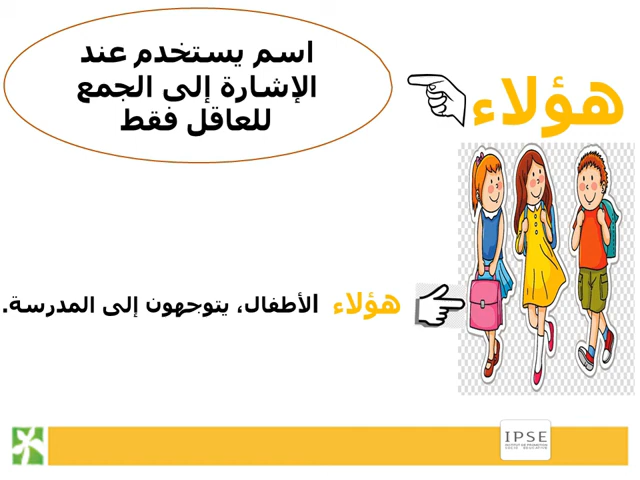 اسم يستخدم عند
الإشارة إلى الجمع
للعاقل فقط
هؤلاء
هؤلاء الأطفال، يتوجهون إلى المدرسة.
IPSE